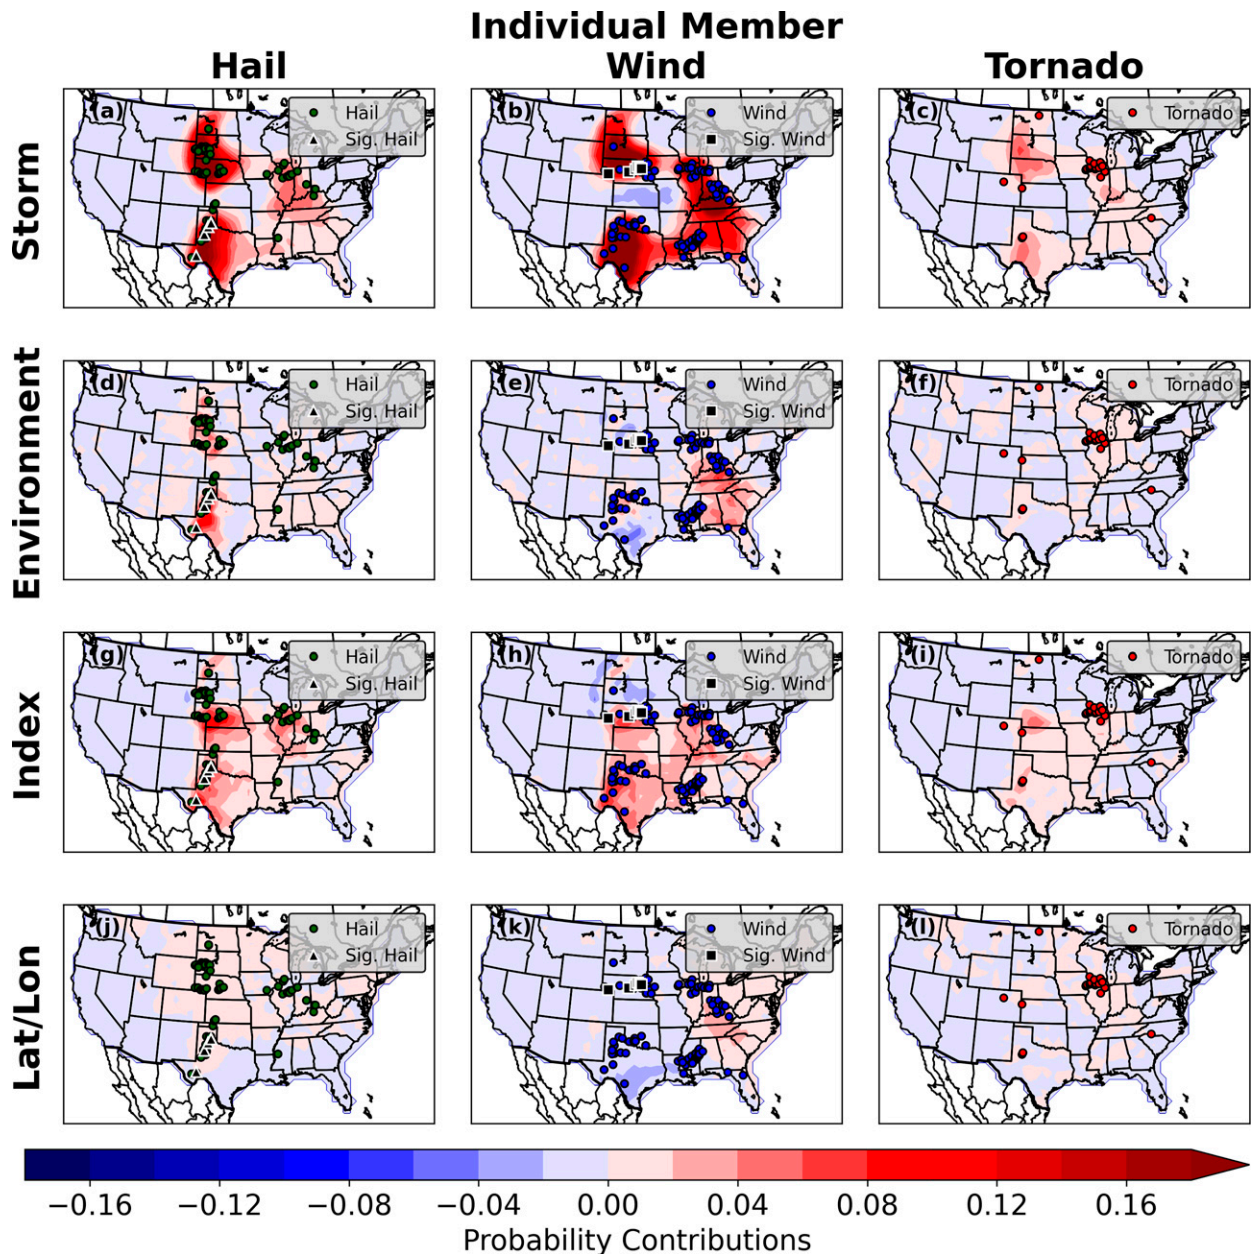 Individual Member
Hail
Wind
Tornado
Storm
(a)
Hail
Sig. Hail
(b)
Wind
Sig. Wind
(c)
Tornado
Environment
(d)
Hail
Sig. Hail
(e)
Wind
Sig. Wind
(f)
Tornado
Index
(g)
Hail
Sig. Hail
(h)
Wind
Sig. Wind
(i)
Tornado
Lat/Lon
(j)
Hail
Sig. Hail
(k)
Wind
Sig. Wind
(l)
Tornado
−0.16 −0.12 −0.08 −0.04 0.00 0.04 0.08 0.12 0.16
Probability Contributions